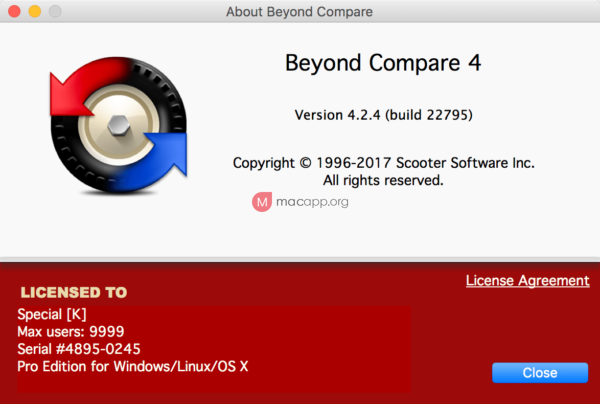 About Beyond Compare
Beyond Compare 4
Version 4.2.4 (build 22795)
Copyright © 1996-2017 Scooter Software Inc.
All rights reserved.
M macapp.org
License Agreement
LICENSED TO
Special [K]
Max users: 9999
Serial #4895-0245
Pro Edition for Windows/Linux/OS X
Close